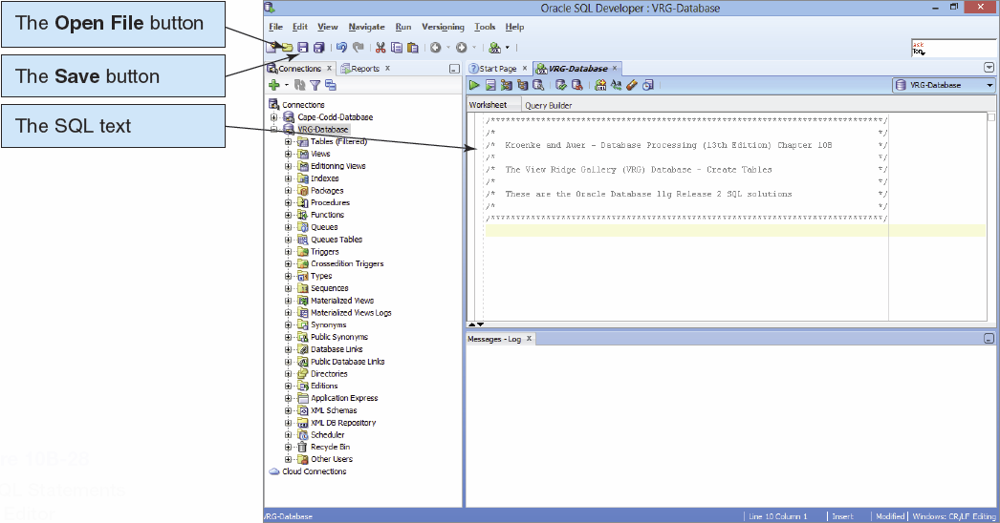 The Open File button
The Save button
The SQL text
Oracle SQL Developer : VRG-Database
File Edit View Navigate Run Versioning Tools Help
Connections
Reports
Start Page
VRG-Database
VRG-Database
Worksheet
Query Builder
Connections
Cape-Codd-Database
VRG-Database
Tables (Filtered)
Views
Editioning Views
Indexes
Packages
Procedures
Functions
Queues
Queues Tables
Triggers
Crossedition Triggers
Types
Sequences
Materialized Views
Materialized Views Logs
Synonyms
Public Synonyms
Database Links
Public Database Links
Directories
Editions
Application Express
XML Schemas
XML DB Repository
Scheduler
Recycle Bin
Other Users
Cloud Connections
/* */
/* Kroenke and Auer - Database Processing (13th Edition) Chapter 10B */
/* */
/* The View Ridge Gallery (VRG) Database - Create Tables */
/* */
/* These are the Oracle Database 11g Release 2 SQL solutions */
/* */
Messages - Log
VRG-Database
Line 10 Column 1 Insert Modified Windows: CR/LF Editing